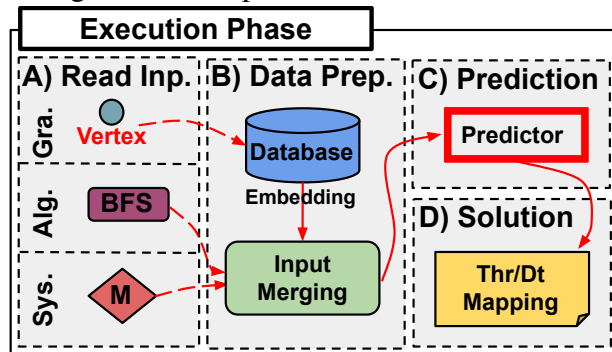 Execution Phase
A) Read Inp.
Gra.
Vertex
Alg.
BFS
Sys.
M
B) Data Prep.
Database
Embedding
Input
Merging
C) Prediction
Predictor
D) Solution
Thr/Dt
Mapping